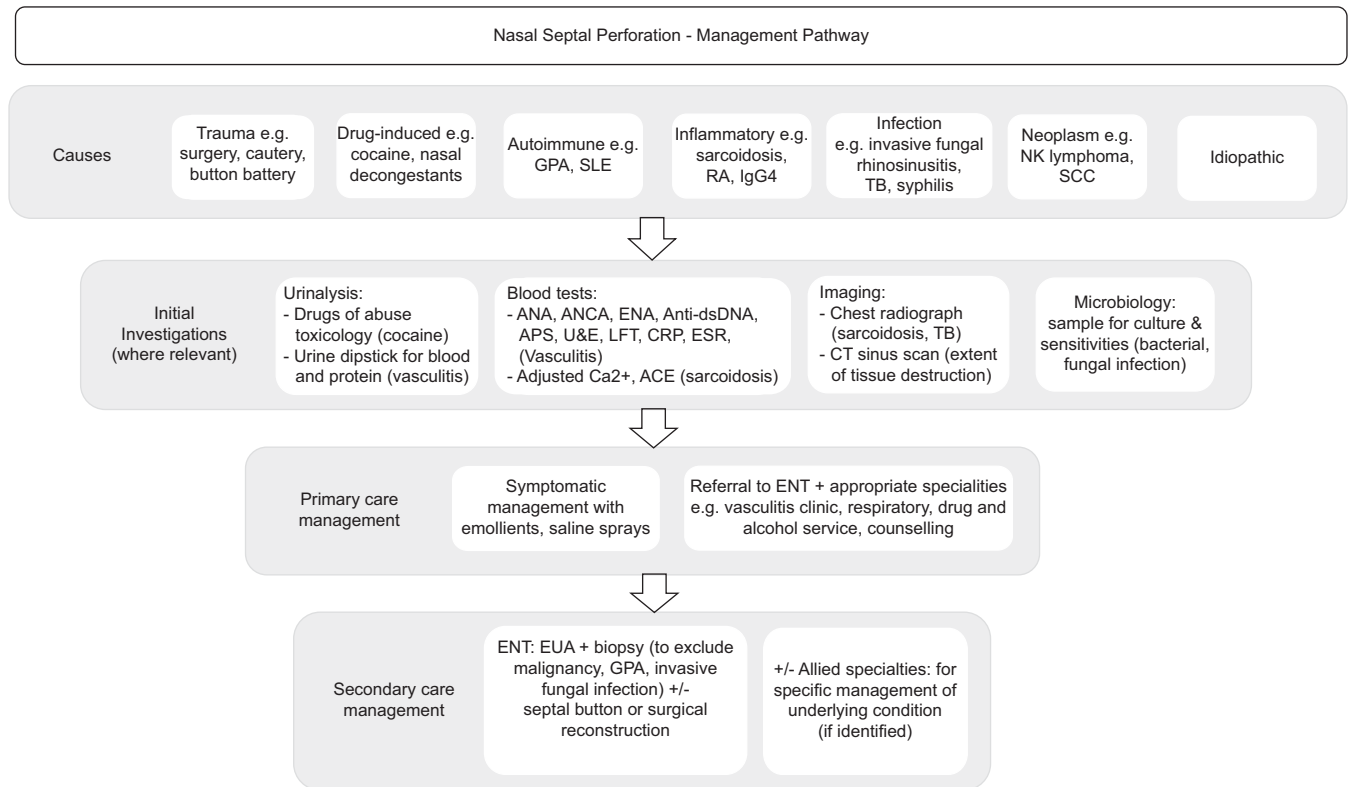 Nasal Septal Perforation - Management Pathway
Causes
Trauma e.g.
surgery, cautery,
button battery
Drug-induced e.g.
cocaine, nasal
decongestants
Autoimmune e.g.
GPA, SLE
Inflammatory e.g.
sarcoidosis,
RA, IgG4
Infection
e.g. invasive fungal
rhinosinusitis,
TB, syphilis
Neoplasm e.g.
NK lymphoma,
SCC
Idiopathic
Initial
Investigations
(where relevant)
Urinalysis:
- Drugs of abuse
toxicology (cocaine)
- Urine dipstick for blood
and protein (vasculitis)
Blood tests:
- ANA, ANCA, ENA, Anti-dsDNA,
APS, U&E, LFT, CRP, ESR,
(Vasculitis)
- Adjusted Ca2+, ACE (sarcoidosis)
Imaging:
- Chest radiograph
(sarcoidosis, TB)
- CT sinus scan (extent
of tissue destruction)
Microbiology:
sample for culture &
sensitivities (bacterial,
fungal infection)
Primary care
management
Symptomatic
management with
emollients, saline sprays
Referral to ENT + appropriate specialities
e.g. vasculitis clinic, respiratory, drug and
alcohol service, counselling
Secondary care
management
ENT: EUA + biopsy (to exclude
malignancy, GPA, invasive
fungal infection) +/-
septal button or surgical
reconstruction
+/- Allied specialties: for
specific management of
underlying condition
(if identified)